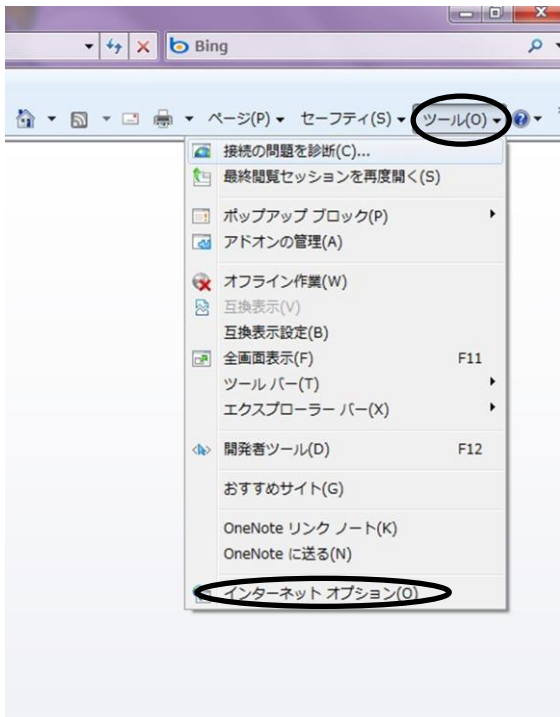 Bing
ページ(P) セーフティ(S) ツール(O)
接続の問題を診断(C)...
最終閲覧セッションを再度開く(S)
ポップアップ ブロック(P)
アドオンの管理(A)
オフライン作業(W)
互換表示(V)
互換表示設定(B)
全画面表示(F) F11
ツール バー(T)
エクスプローラー バー(X)
開発者ツール(D) F12
おすすめサイト(G)
OneNote リンク ノート(K)
OneNote に送る(N)
インターネット オプション(O)